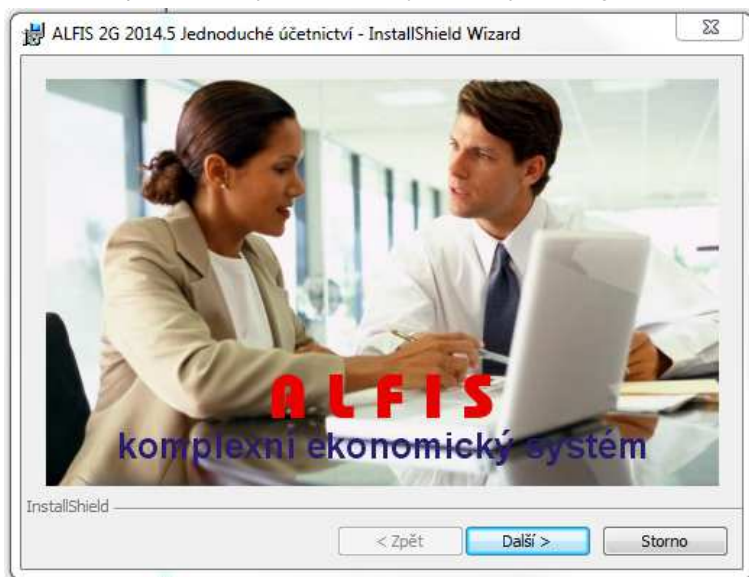 ALFIS 2G 2014.5 Jednoduché účetnictví - InstallShield Wizard
ALFIS
komplexní ekonomický systém
InstallShield
< Zpět
Další >
Storno